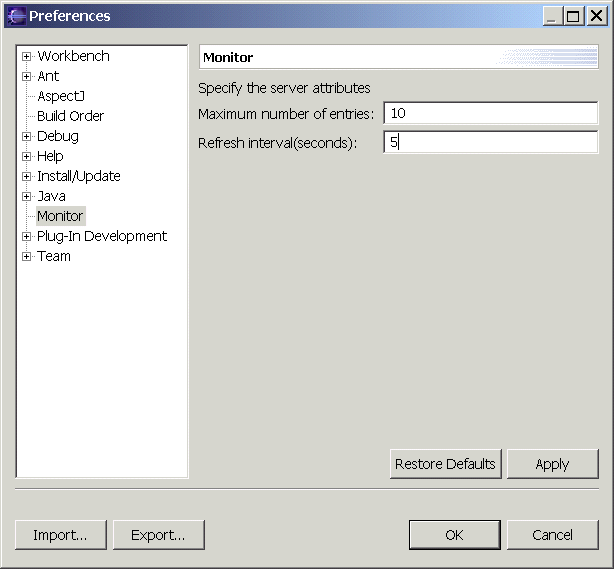 Preferences
Workbench
Ant
AspectJ
Build Order
Debug
Help
Install/Update
Java
Monitor
Plug-In Development
Team
Monitor
Specify the server attributes
Maximum number of entries: 10
Refresh interval(seconds): 5
Restore Defaults Apply
Import... Export... OK Cancel